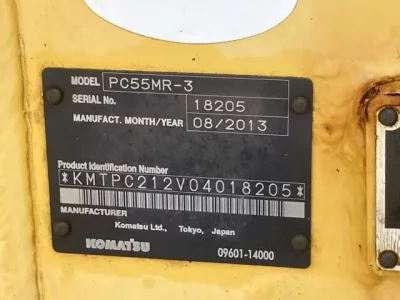 MODEL PC55MR-3
SERIAL No. 18205
MANUFACT. MONTH/YEAR 08/2013
Product Identification Number
*KMTPC212V04018205*
MANUFACTURER
Komatsu Ltd., Tokyo, Japan
KOMATSU 09601-14000